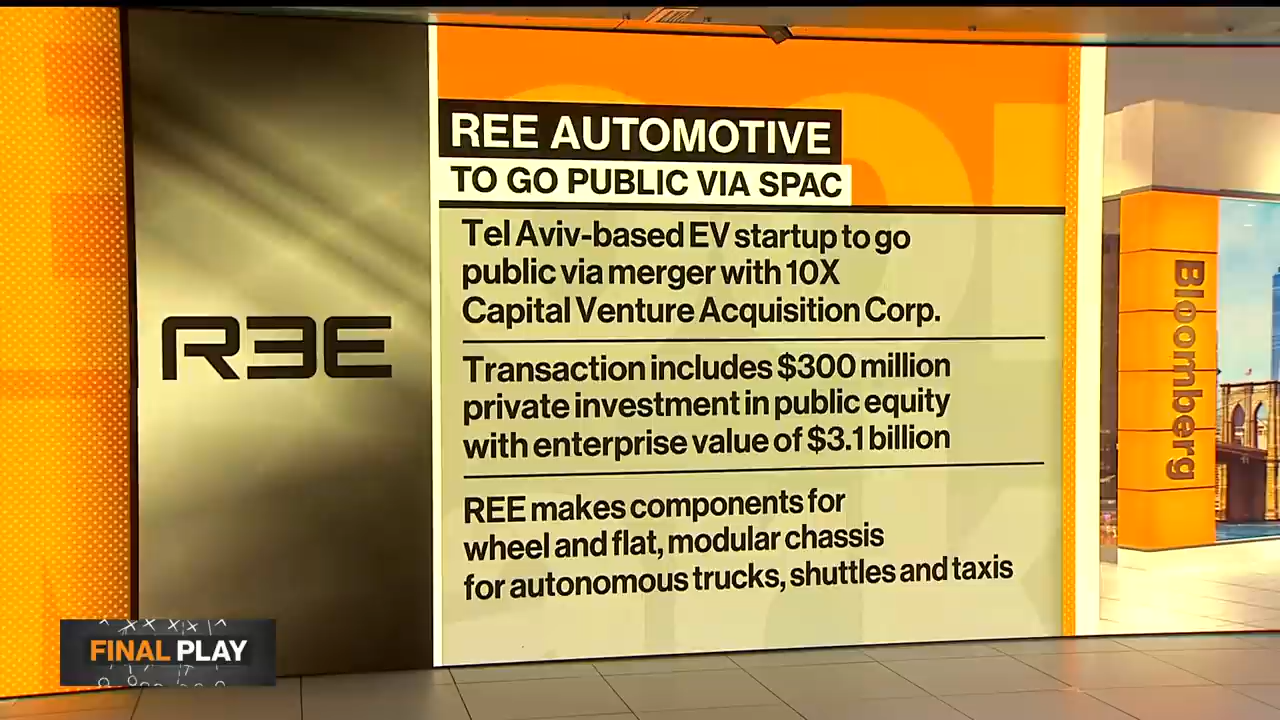 REE AUTOMOTIVE
TO GO PUBLIC VIA SPAC
Tel Aviv-based EV startup to go
public via merger with 10X
Capital Venture Acquisition Corp.
Transaction includes $300 million
private investment in public equity
with enterprise value of $3.1 billion
REE makes components for
wheel and flat, modular chassis
for autonomous trucks, shuttles and taxis
REE
Bloomberg
FINAL PLAY